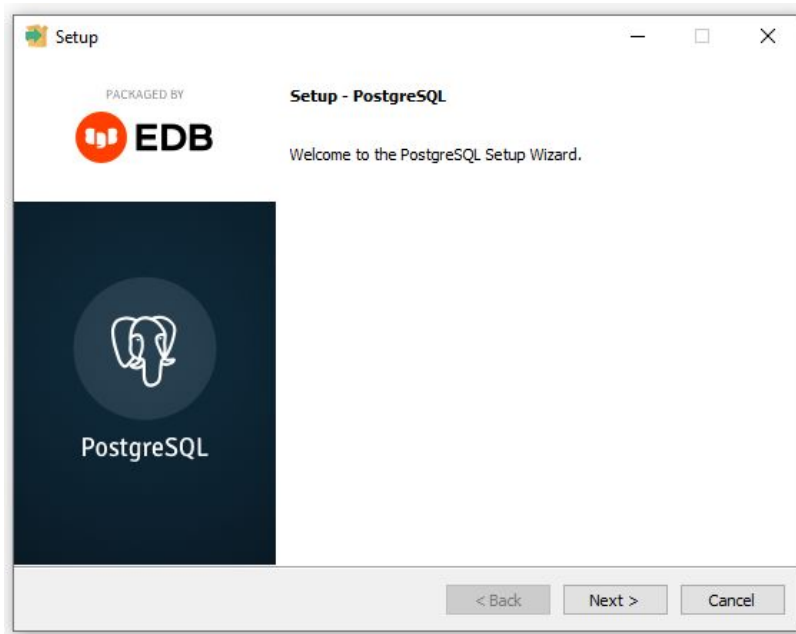 Setup
PACKAGED BY
EDB
Setup - PostgreSQL
Welcome to the PostgreSQL Setup Wizard.
PostgreSQL
< Back
Next >
Cancel